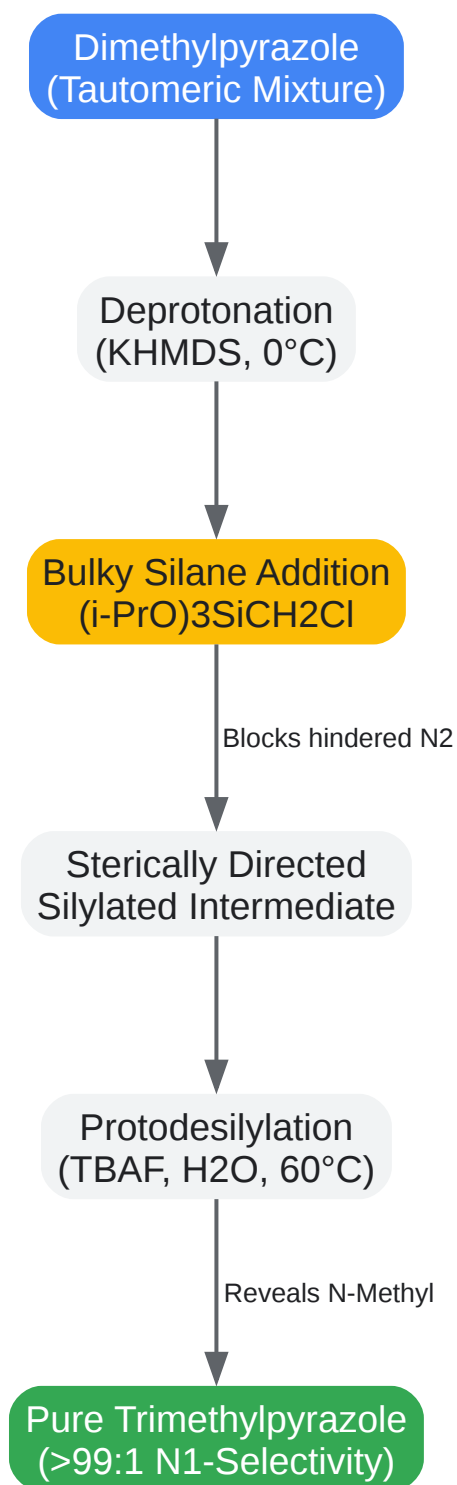 Dimethylpyrazole
(Tautomeric Mixture)
Deprotonation
(KHMDS, 0°C)
Bulky Silane Addition
(i-PrO)3SiCH2Cl
Blocks hindered N2
Sterically Directed
Silylated Intermediate
Protodesilylation
(TBAF, H2O, 60°C)
Reveals N-Methyl
Pure Trimethylpyrazole
(>99:1 N1-Selectivity)